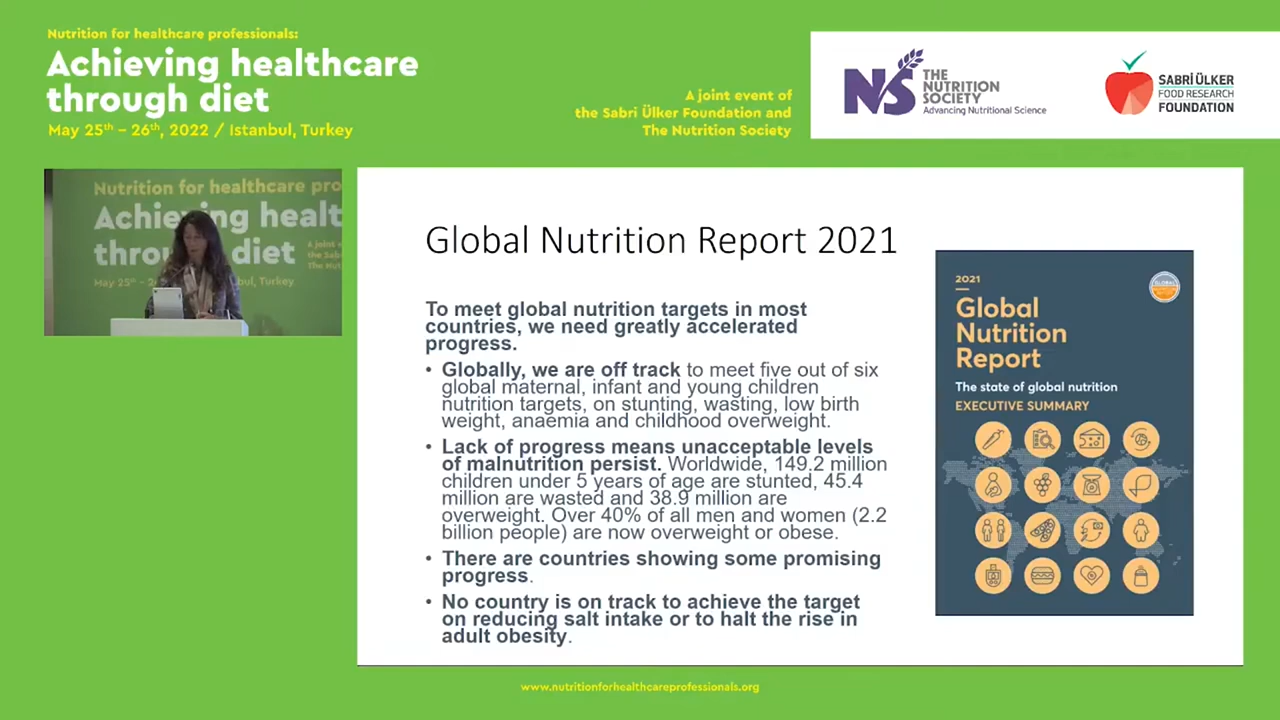 Nutrition for healthcare professionals:
Achieving healthcare
through diet
May 25th – 26th, 2022 / Istanbul, Turkey
A joint event of
the Sabri Ülker Foundation and
The Nutrition Society
NS
THE
NUTRITION
SOCIETY
Advancing Nutritional Science
SABRİ ÜLKER
FOOD RESEARCH
FOUNDATION
Nutrition for healthcare pro
Achieving healt
through diet
A joint
the Sab
The Nut
May 25th – 2
bul, Turkey
Global Nutrition Report 2021
To meet global nutrition targets in most
countries, we need greatly accelerated
progress.
• Globally, we are off track to meet five out of six
global maternal, infant and young children
nutrition targets, on stunting, wasting, low birth
weight, anaemia and childhood overweight.
• Lack of progress means unacceptable levels
of malnutrition persist. Worldwide, 149.2 million
children under 5 years of age are stunted, 45.4
million are wasted and 38.9 million are
overweight. Over 40% of all men and women (2.2
billion people) are now overweight or obese.
• There are countries showing some promising
progress.
• No country is on track to achieve the target
on reducing salt intake or to halt the rise in
adult obesity.
2021
Global
Nutrition
Report
The state of global nutrition
EXECUTIVE SUMMARY
www.nutritionforhealthcareprofessionals.org